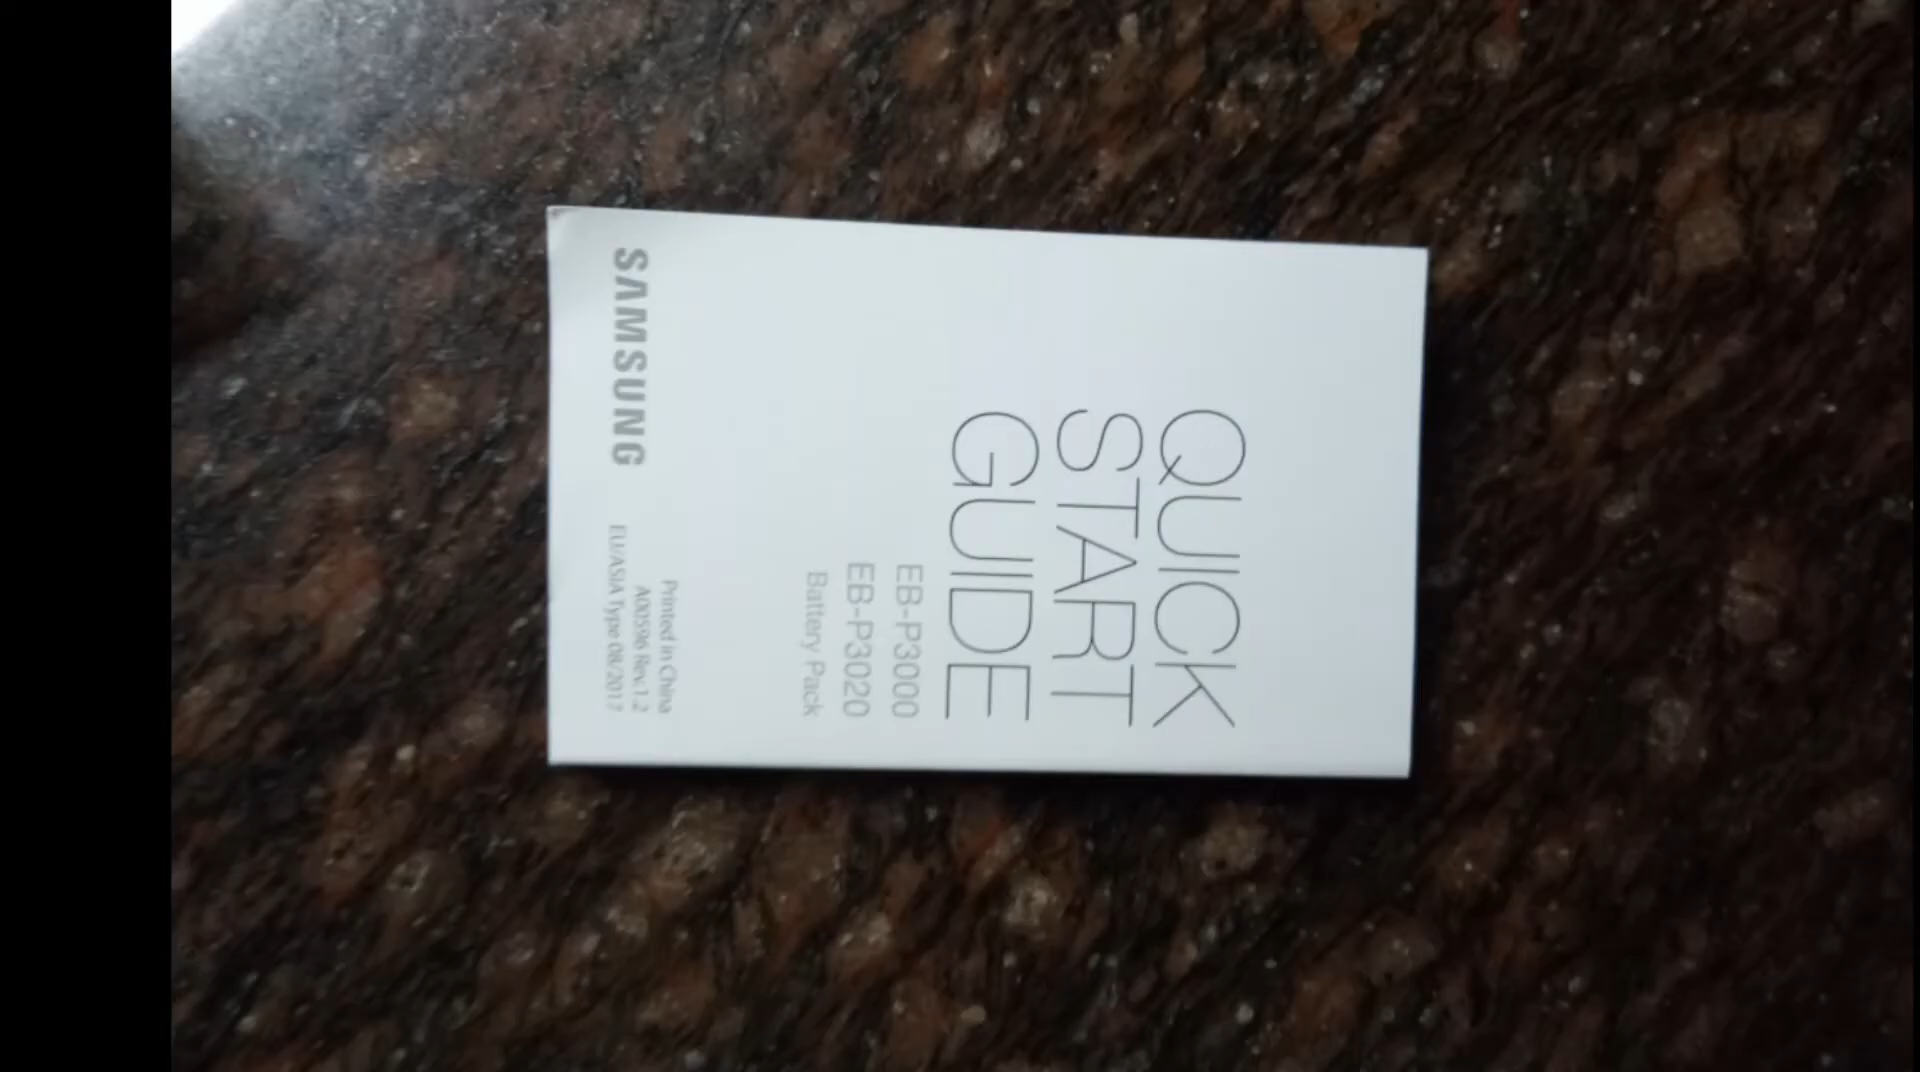 QUICK
START
GUIDE
EB-P3000
EB-P3020
Battery Pack
SAMSUNG
Printed in China
A00596 Rev.1.2
EU/ASIA Type 08/2017